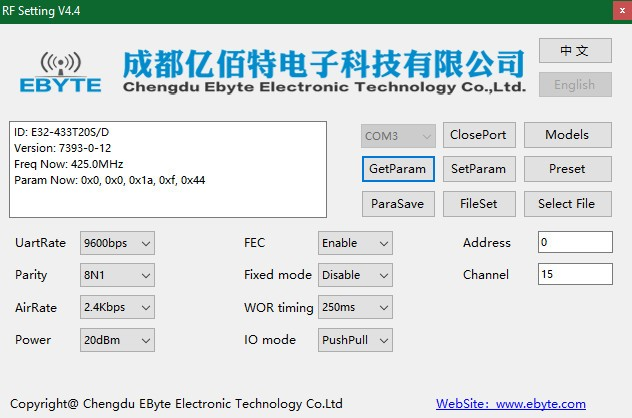 RF Setting V4.4
x
EBYTE
成都亿佰特电子科技有限公司
Chengdu Ebyte Electronic Technology Co.,Ltd.
中 文
English
ID: E32-433T20S/D
Version: 7393-0-12
Freq Now: 425.0MHz
Param Now: 0x0, 0x0, 0x1a, 0xf, 0x44
COM3 ClosePort Models
GetParam SetParam Preset
ParaSave FileSet Select File
UartRate 9600bps FEC Enable Address 0
Parity 8N1 Fixed mode Disable Channel 15
AirRate 2.4Kbps WOR timing 250ms
Power 20dBm IO mode PushPull
Copyright@ Chengdu EByte Electronic Technology Co.Ltd WebSite: www.ebyte.com